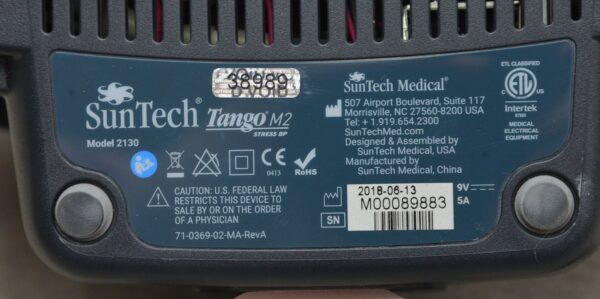 38989
SunTech® Tango® M2
STRESS BP
Model 2130
0413
RoHS
CAUTION: U.S. FEDERAL LAW
RESTRICTS THIS DEVICE TO
SALE BY OR ON THE ORDER
OF A PHYSICIAN
71-0369-02-MA-RevA
SunTech Medical®
507 Airport Boulevard, Suite 117
Morrisville, NC 27560-8200 USA
Tel: + 1.919.654.2300
SunTechMed.com
Designed & Assembled by
SunTech Medical, USA
Manufactured by
SunTech Medical, China
2018-06-13
SN M00089883
9V
5A
ETL CLASSIFIED
ETL
Intertek
MEDICAL
ELECTRICAL
EQUIPMENT